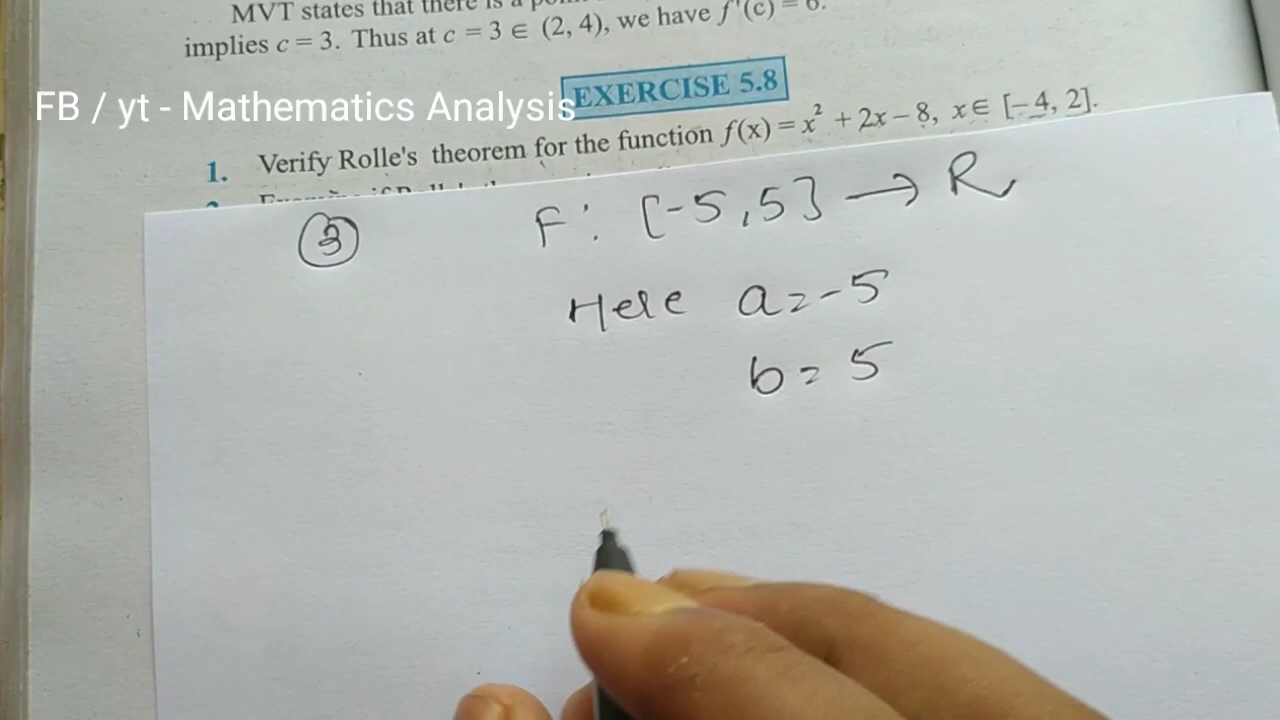 MVT states that there is a
implies c = 3. Thus at c = 3 ∈ (2, 4), we have f'(c) = 6.
EXERCISE 5.8
FB / yt - Mathematics Analysis
1. Verify Rolle's theorem for the function f(x) = x² + 2x – 8, x ∈ [– 4, 2].
③ F: [-5,5] → R
Here a = -5
b = 5